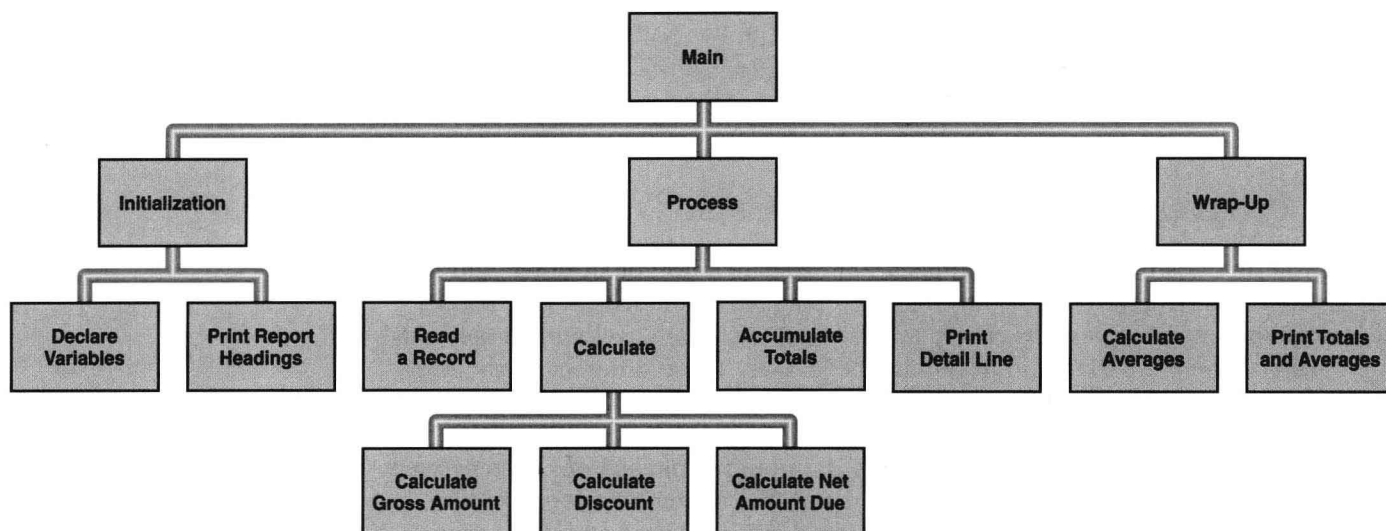 Main
Initialization
Process
Wrap-Up
Declare
Variables
Print Report
Headings
Read
a Record
Calculate
Accumulate
Totals
Print
Detail Line
Calculate
Averages
Print Totals
and Averages
Calculate
Gross Amount
Calculate
Discount
Calculate Net
Amount Due